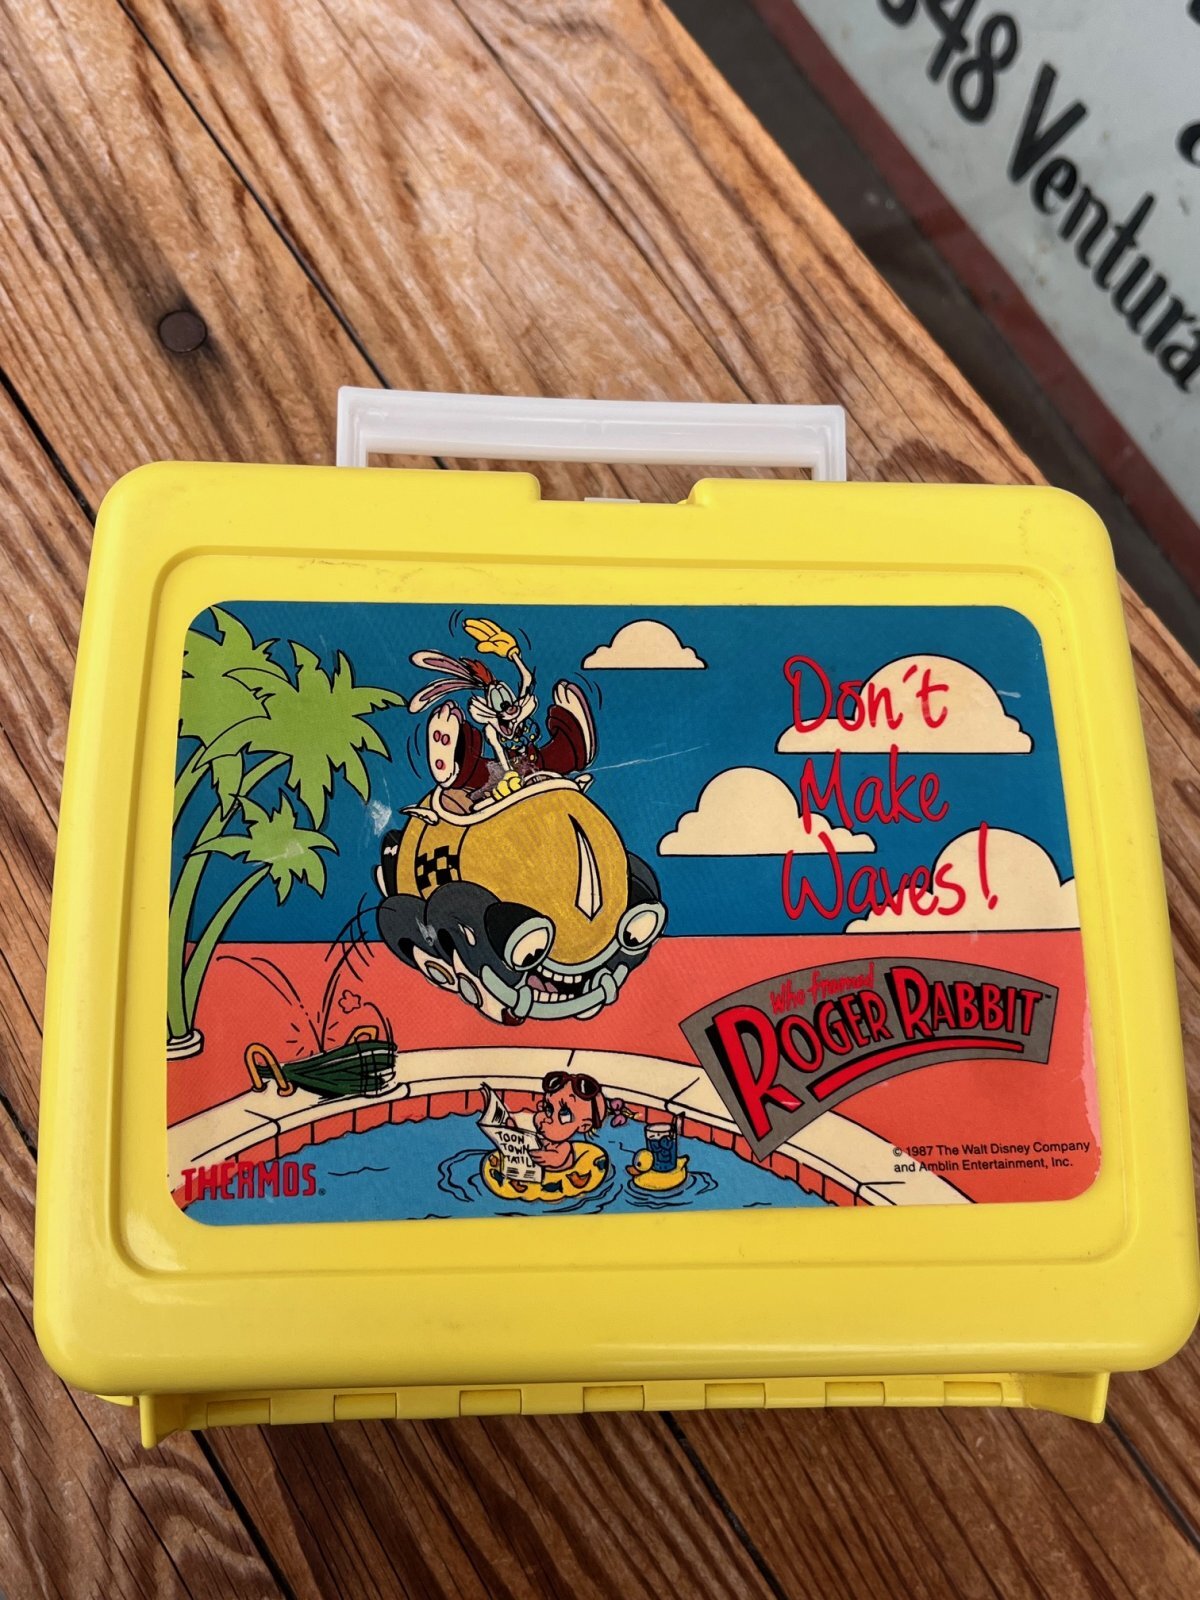 348 Ventura
Don't
Make
Waves!
Who framed
ROGER RABBIT™
TOON
TOWN
© 1987 The Walt Disney Company
and Amblin Entertainment, Inc.
THERMOS®